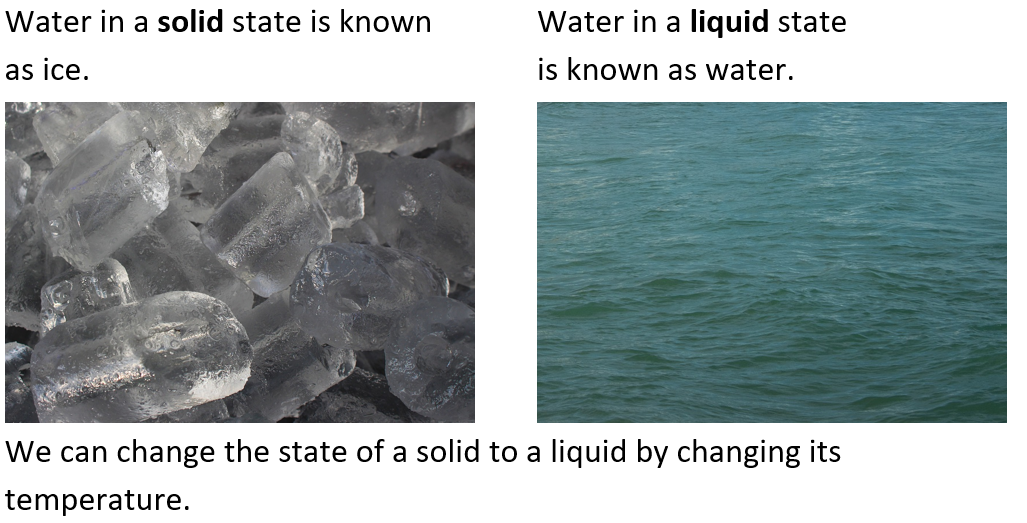 Water in a solid state is known
as ice.
Water in a liquid state
is known as water.
We can change the state of a solid to a liquid by changing its
temperature.